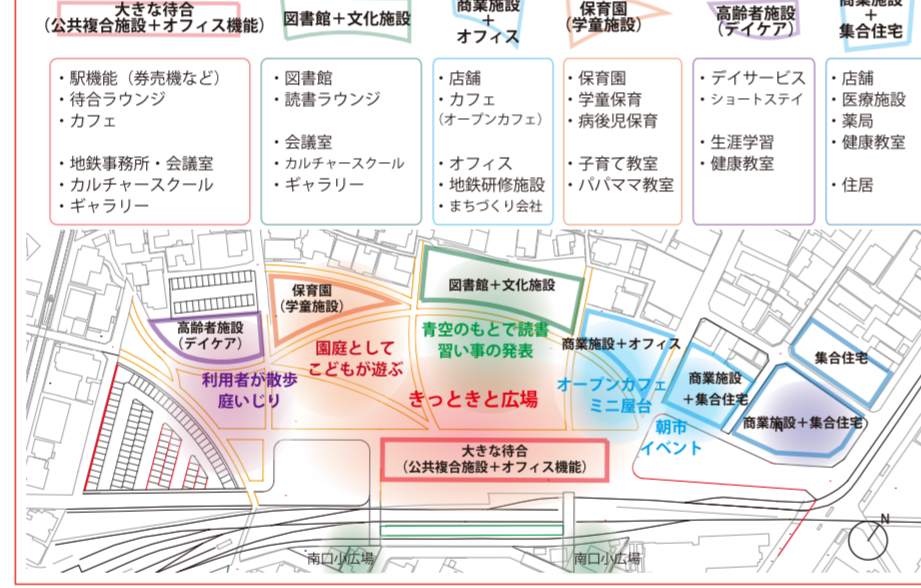 大きな待合
（公共複合施設＋オフィス機能）
図書館＋文化施設
商業施設
＋
オフィス
保育園
（学童施設）
高齢者施設
（デイケア）
商業施設
＋
集合住宅
・駅機能（券売機など）
・待合ラウンジ
・カフェ
・地鉄事務所・会議室
・カルチャースクール
・ギャラリー
・図書館
・読書ラウンジ
・会議室
・カルチャースクール
・ギャラリー
・店舗
・カフェ
（オープンカフェ）
・オフィス
・地鉄研修施設
・まちづくり会社
・保育園
・学童保育
・病後児保育
・子育て教室
・パパママ教室
・デイサービス
・ショートステイ
・生涯学習
・健康教室
・店舗
・医療施設
・薬局
・健康教室
・住居
図書館＋文化施設
保育園
（学童施設）
高齢者施設
（デイケア）
青空のもとで読書
習い事の発表
園庭として
こどもが遊ぶ
商業施設＋オフィス
集合住宅
利用者が散歩
庭いじり
きっときと広場
オープンカフェ
ミニ屋台
商業施設
＋集合住宅
商業施設＋集合住宅
N
朝市
イベント
大きな待合
（公共複合施設＋オフィス機能）
N
南口小広場
南口小広場